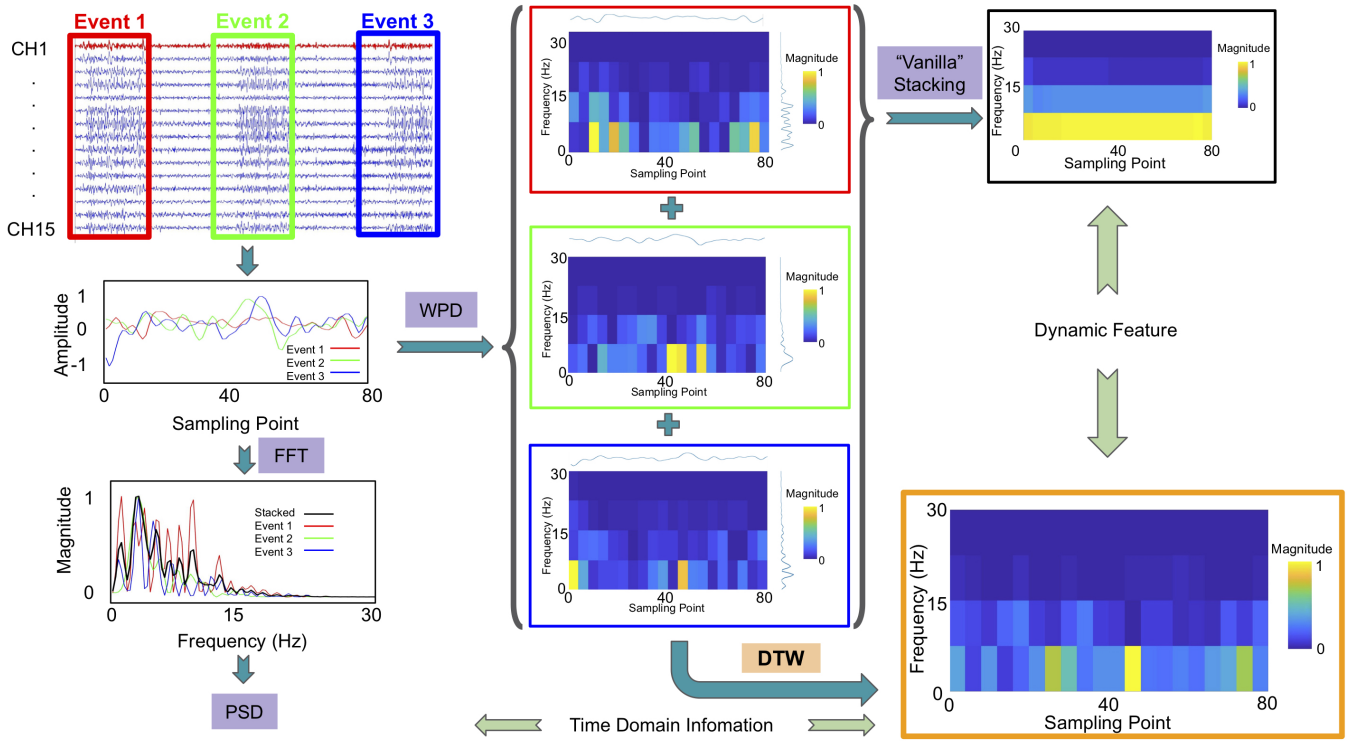 Event 1
Event 2
Event 3
CH1
.
.
.
.
.
.
CH15
1
0
-1
Amplitude
Event 1
Event 2
Event 3
0
40
80
Sampling Point
WPD
FFT
1
0
Magnitude
Stacked
Event 1
Event 2
Event 3
0
15
30
Frequency (Hz)
PSD
30
15
0
Frequency (Hz)
0
40
80
Sampling Point
Magnitude
1
0
30
15
0
Frequency (Hz)
0
40
80
Sampling Point
Magnitude
1
0
30
15
0
Frequency (Hz)
0
40
80
Sampling Point
Magnitude
1
0
“Vanilla”
Stacking
30
15
0
Frequency (Hz)
0
40
80
Sampling Point
Magnitude
1
0
Dynamic Feature
DTW
30
15
0
Frequency (Hz)
0
40
80
Sampling Point
Magnitude
1
0
Time Domain Infomation